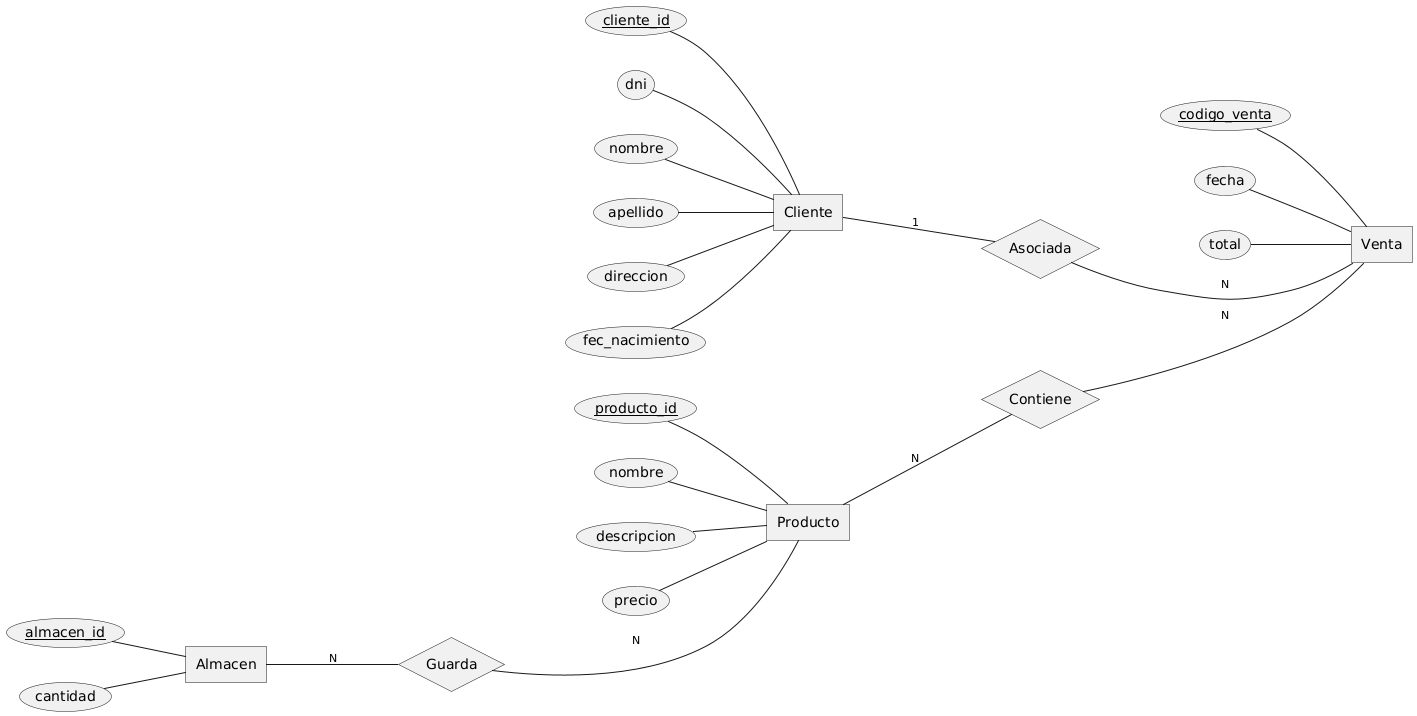 cliente_id
dni
nombre
apellido
direccion
fec_nacimiento
Cliente
1
Asociada
N
codigo_venta
fecha
total
Venta
N
Contiene
N
producto_id
nombre
descripcion
precio
Producto
N
almacen_id
cantidad
Almacen
N
Guarda